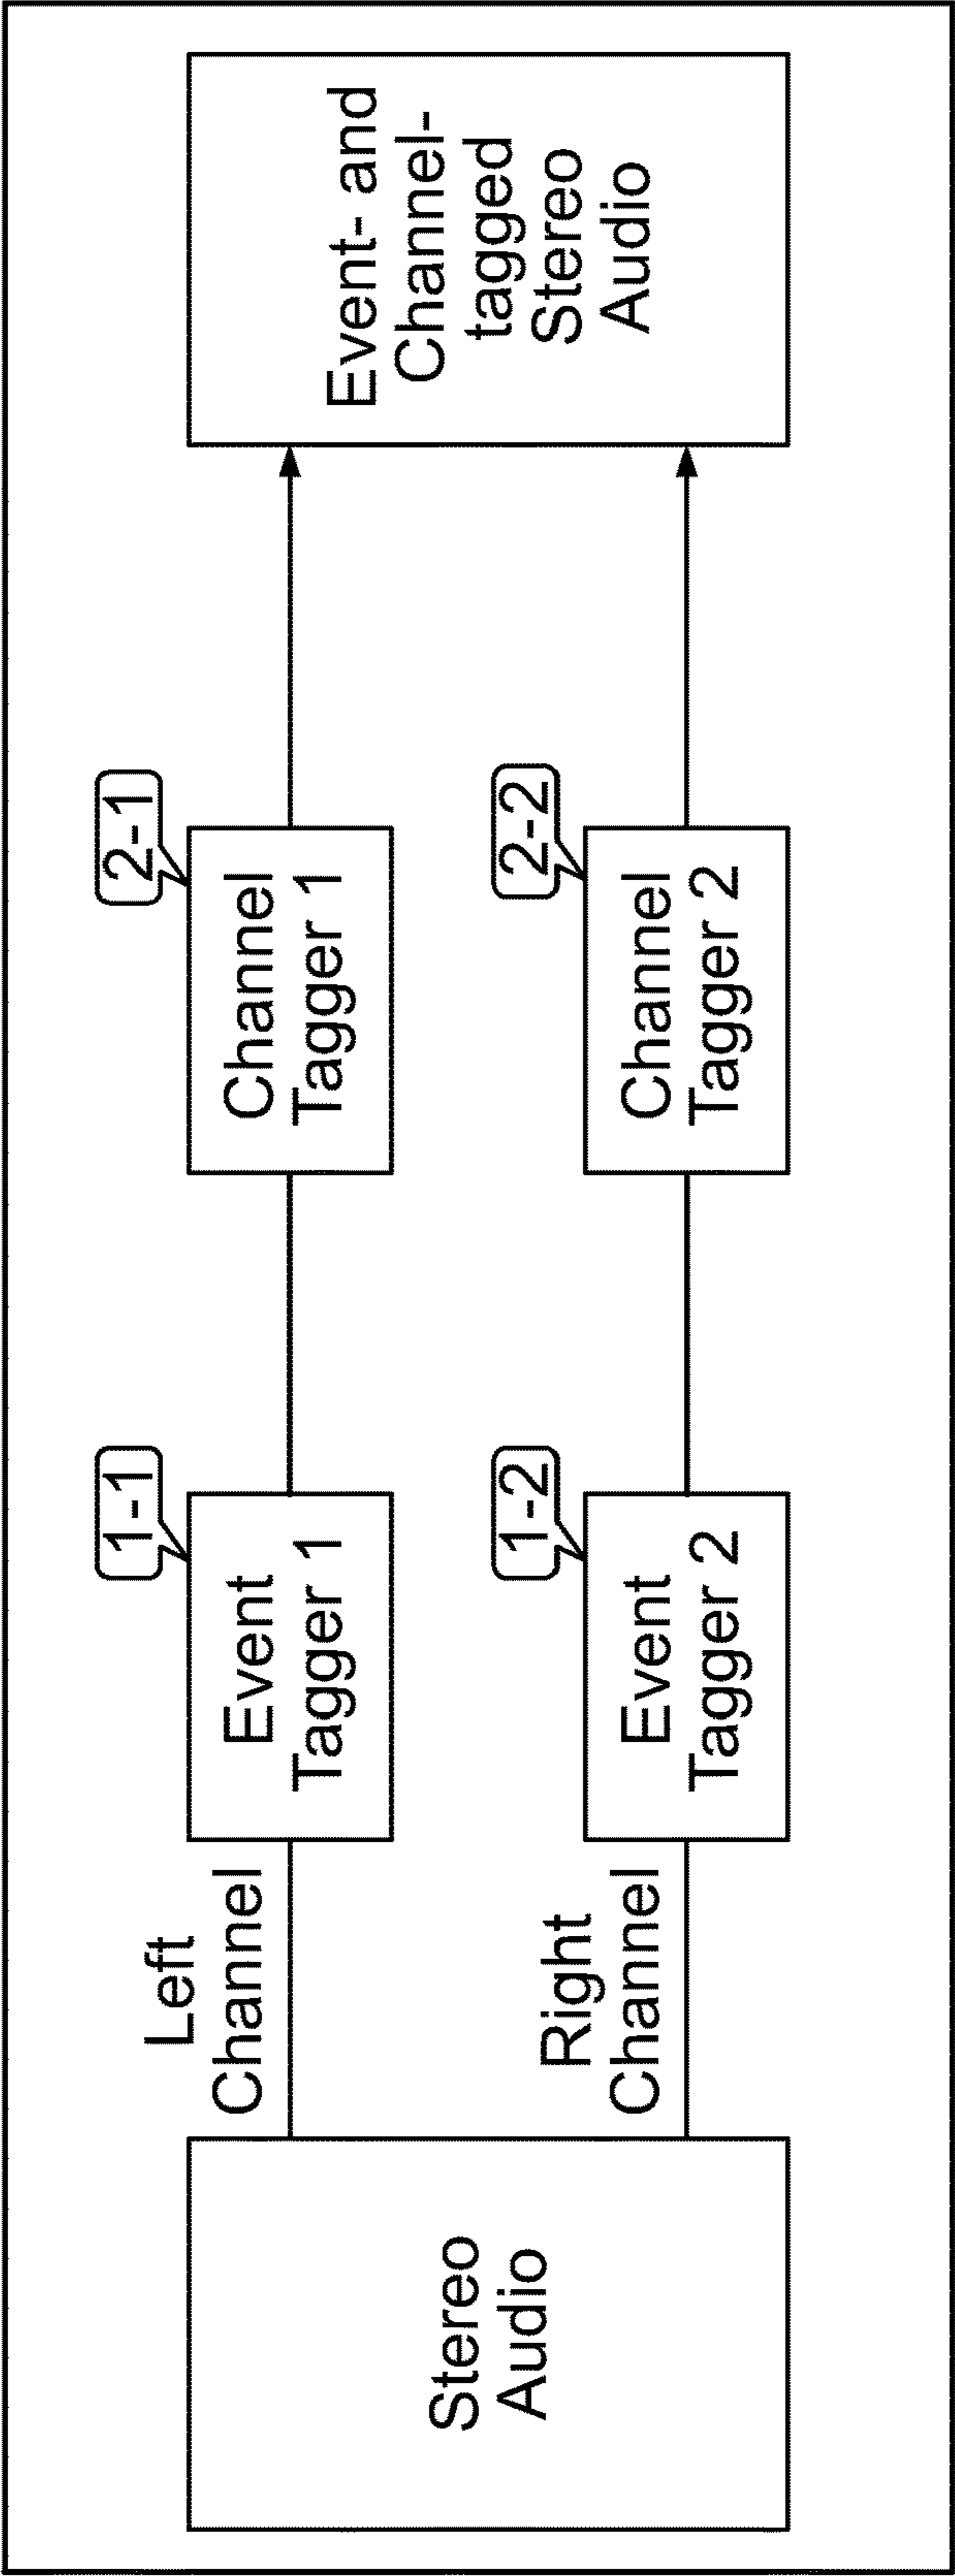 Stereo
Audio
Left
Channel
Right
Channel
1-1
Event
Tagger 1
1-2
Event
Tagger 2
2-1
Channel
Tagger 1
2-2
Channel
Tagger 2
Event- and
Channel-
tagged
Stereo
Audio